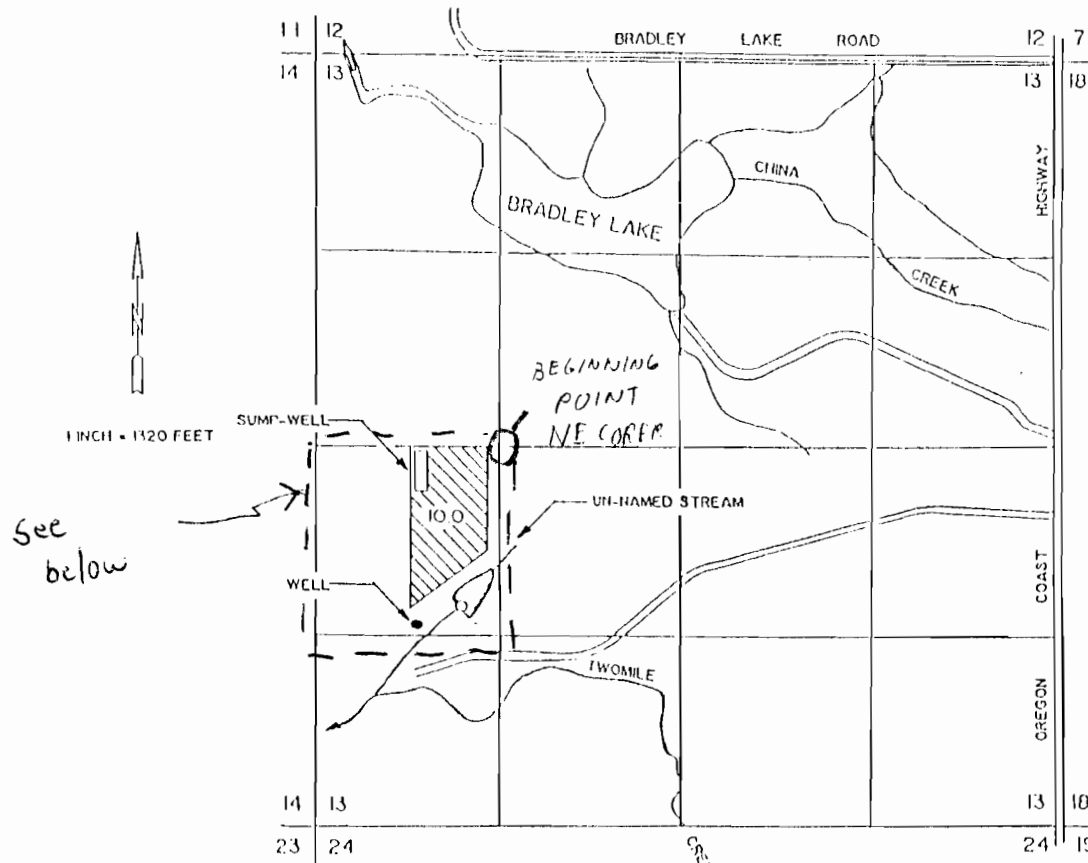 11 12
BRADLEY LAKE ROAD
12 7
14 13
13 18
HIGHWAY
CHINA
BRADLEY LAKE
CREEK
N
BEGINNING
POINT
NE CORER
1 INCH = 1320 FEET
SUMP-WELL
10.0
UN-NAMED STREAM
See
below
WELL
COAST
TWOMILE
OREGON
14 13
13 18
23 24
24 19